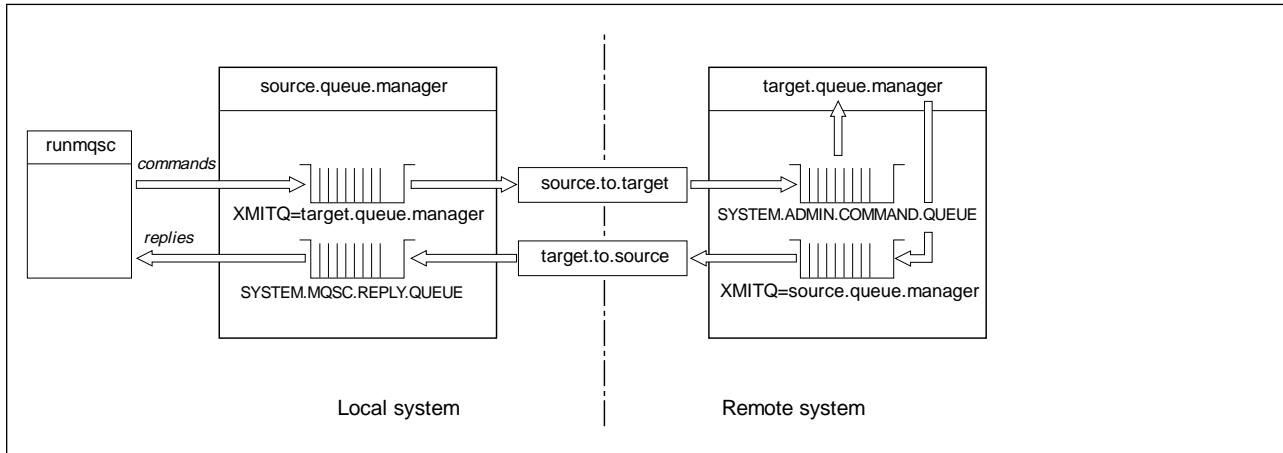 source.queue.manager
target.queue.manager
runmqsc
commands
source.to.target
XMITQ=target.queue.manager
SYSTEM.ADMIN.COMMAND.QUEUE
replies
target.to.source
SYSTEM.MQSC.REPLY.QUEUE
XMITQ=source.queue.manager
Local system
Remote system